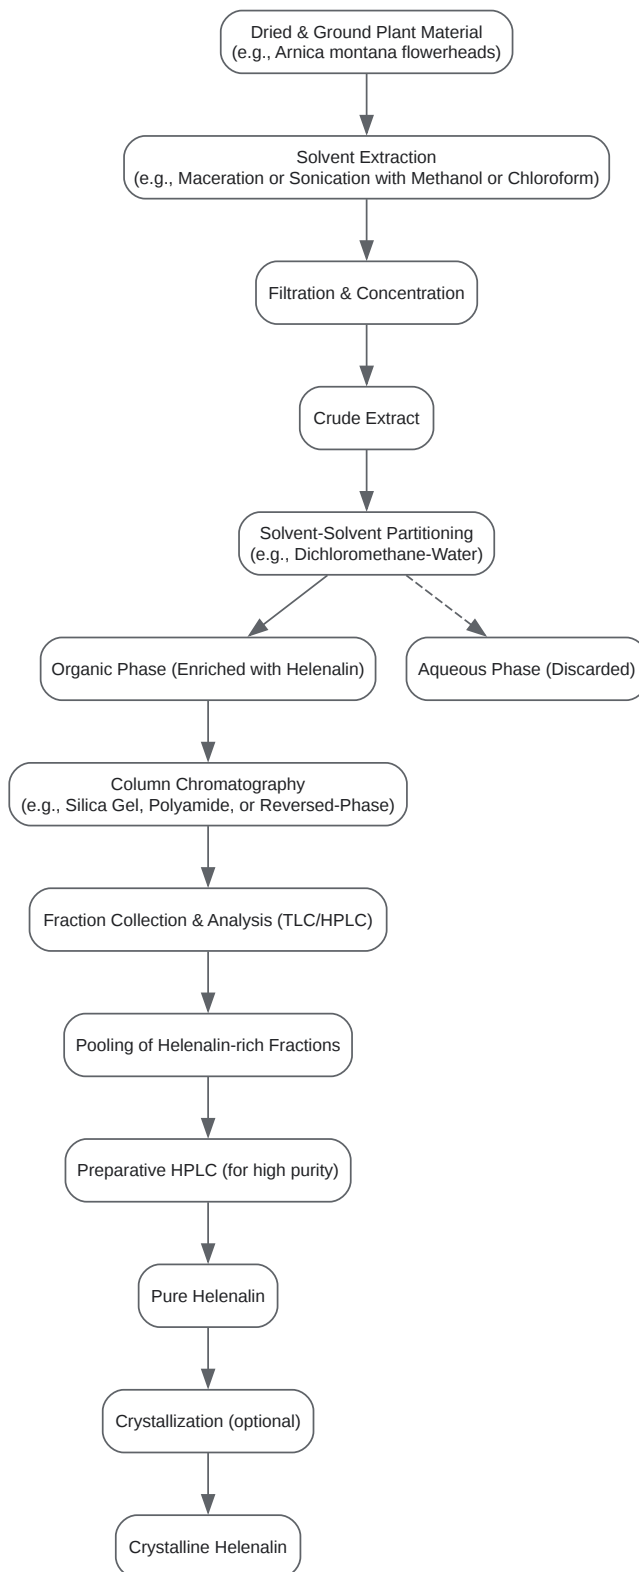 Dried & Ground Plant Material
(e.g., Arnica montana flowerheads)
Solvent Extraction
(e.g., Maceration or Sonication with Methanol or Chloroform)
Filtration & Concentration
Crude Extract
Solvent-Solvent Partitioning
(e.g., Dichloromethane-Water)
Organic Phase (Enriched with Helenalin)
Aqueous Phase (Discarded)
Column Chromatography
(e.g., Silica Gel, Polyamide, or Reversed-Phase)
Fraction Collection & Analysis (TLC/HPLC)
Pooling of Helenalin-rich Fractions
Preparative HPLC (for high purity)
Pure Helenalin
Crystallization (optional)
Crystalline Helenalin